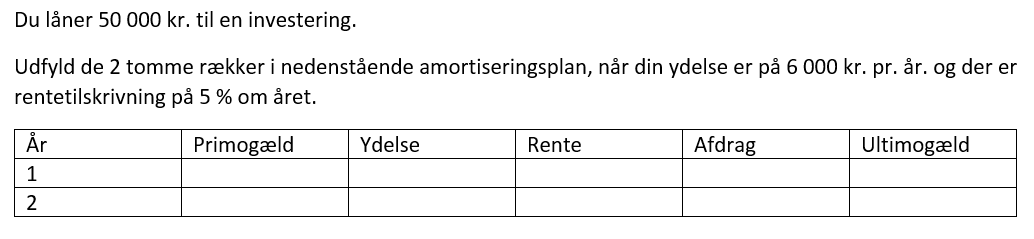 Du låner 50 000 kr. til en investering.
Udfyld de 2 tomme rækker i nedenstående amortiseringsplan, når din ydelse er på 6 000 kr. pr. år. og der er
rentetilskrivning på 5 % om året.
År Primogæld Ydelse Rente Afdrag Ultimogæld
1
2